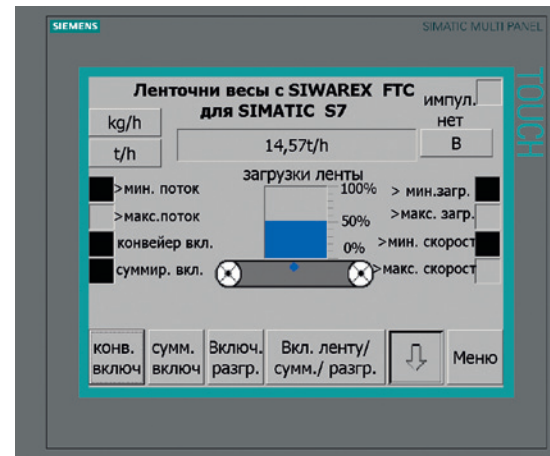 SIEMENS
SIMATIC MULTI PANEL
TOUCH
Ленточни весы с SIWAREX FTC
для SIMATIC S7
импул.
нет
B
kg/h
t/h
14,57t/h
загрузки ленты
100%
50%
0%
>мин. поток
>макс.поток
конвейер вкл.
суммир. вкл.
> мин.загр.
>макс. загр.
>мин. скорост
>макс. скорост
конв.
включ
сумм.
включ
Включ.
разгр.
Вкл. ленту/
сумм./ разгр.
Меню